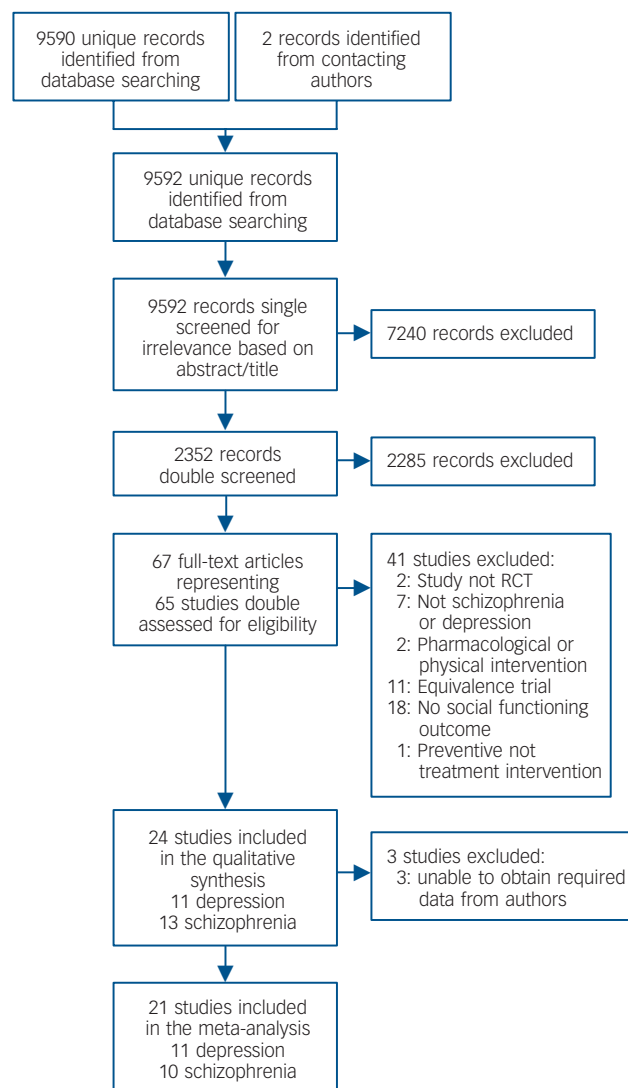 9590 unique records
identified from
database searching
2 records identified
from contacting
authors
9592 unique records
identified from
database searching
9592 records single
screened for
irrelevance based on
abstract/title
7240 records excluded
2352 records
double screened
2285 records excluded
67 full-text articles
representing
65 studies double
assessed for eligibility
41 studies excluded:
2: Study not RCT
7: Not schizophrenia
or depression
2: Pharmacological or
physical intervention
11: Equivalence trial
18: No social functioning
outcome
1: Preventive not
treatment intervention
24 studies included
in the qualitative
synthesis
11 depression
13 schizophrenia
3 studies excluded:
3: unable to obtain required
data from authors
21 studies included
in the meta-analysis
11 depression
10 schizophrenia